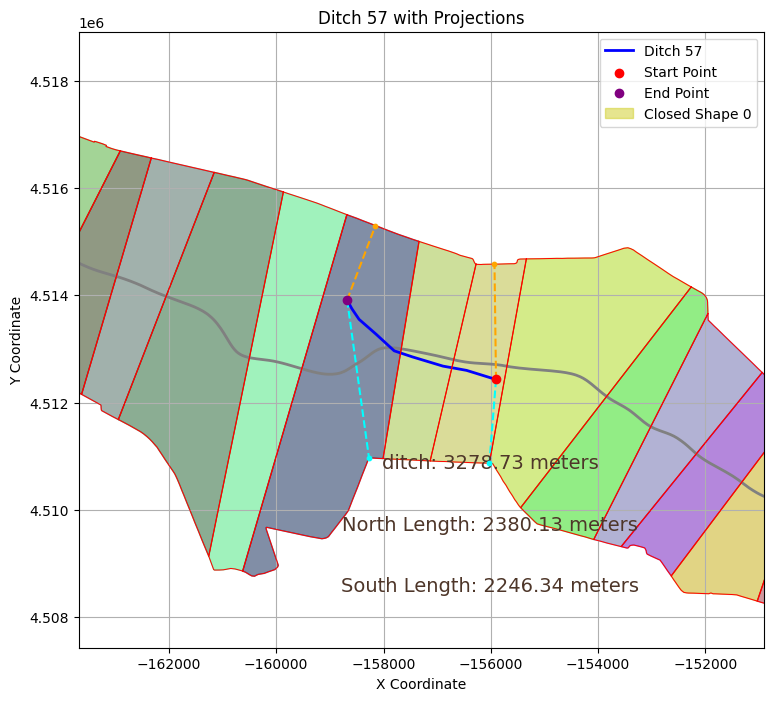 Ditch 57 with Projections
1e6
Ditch 57
Start Point
End Point
Closed Shape 0
4.518
4.516
4.514
4.512
4.510
4.508
Y Coordinate
ditch: 3278.73 meters
North Length: 2380.13 meters
South Length: 2246.34 meters
−162000 −160000 −158000 −156000 −154000 −152000
X Coordinate